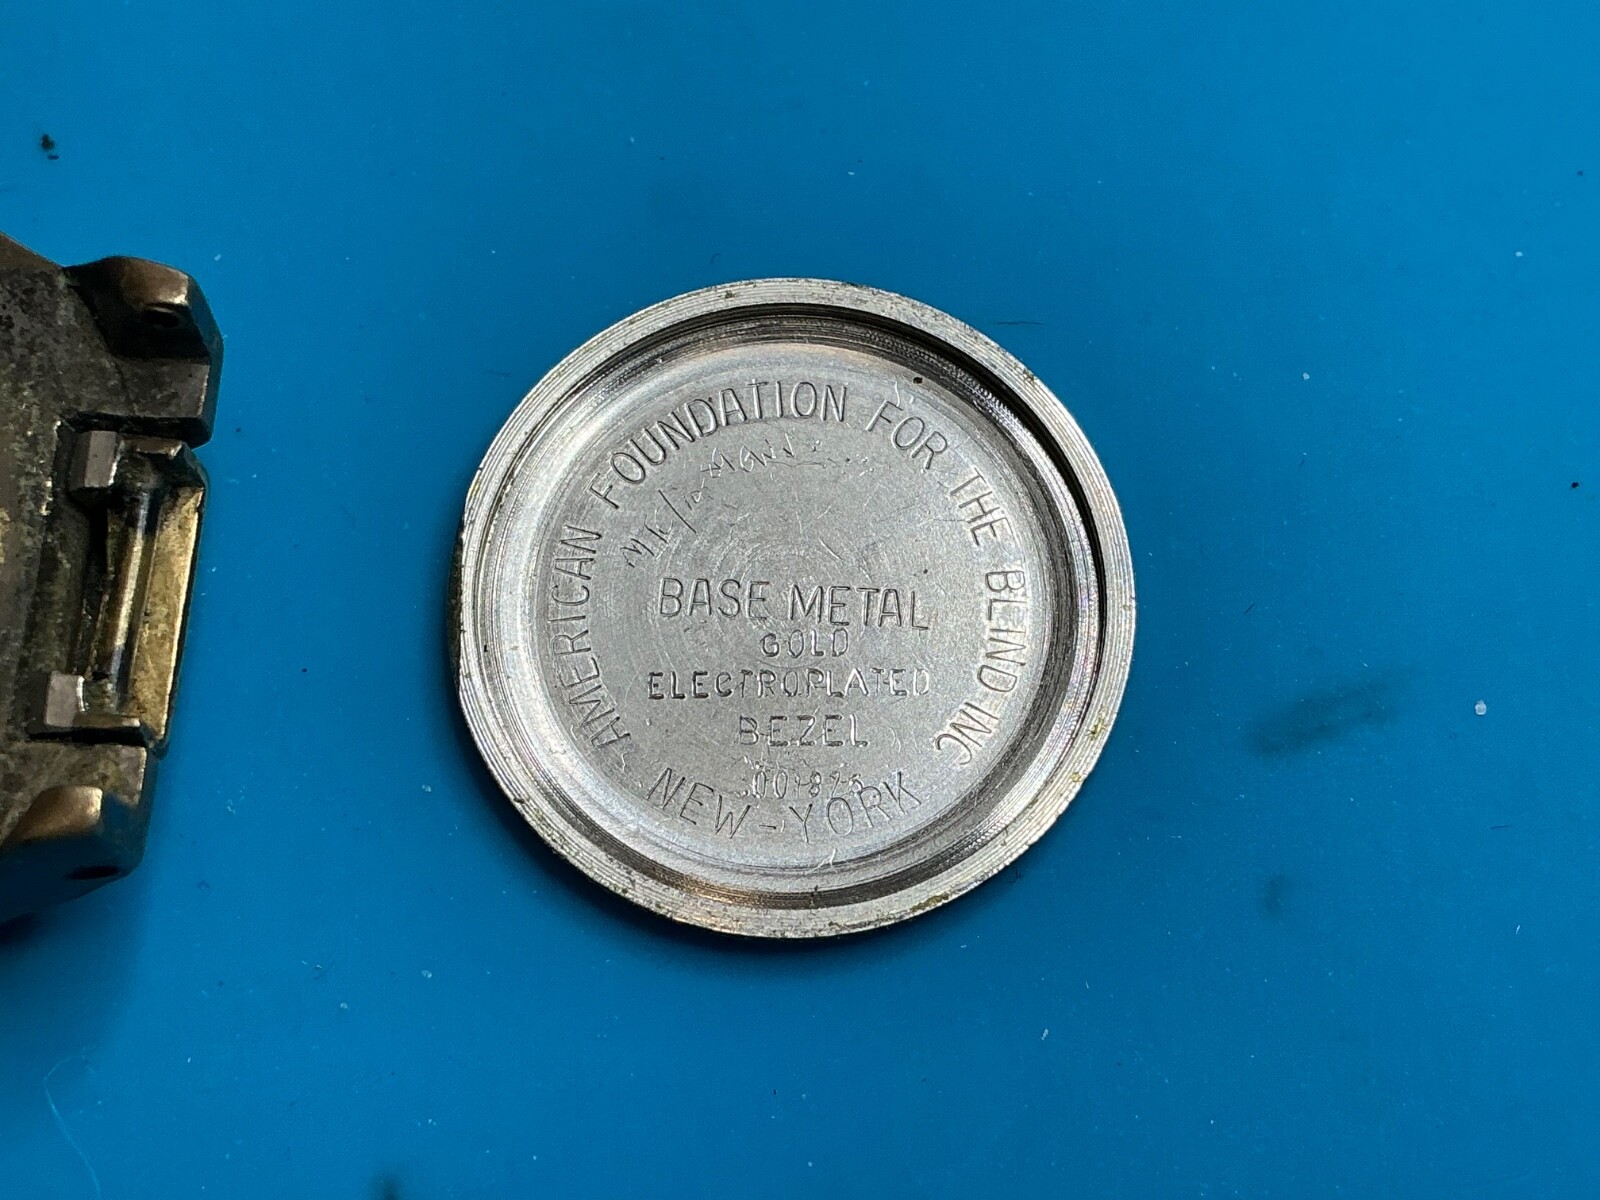 AMERICAN FOUNDATION FOR THE BLIND INC
BASE METAL
GOLD
ELECTROPLATED
BEZEL
NEW-YORK